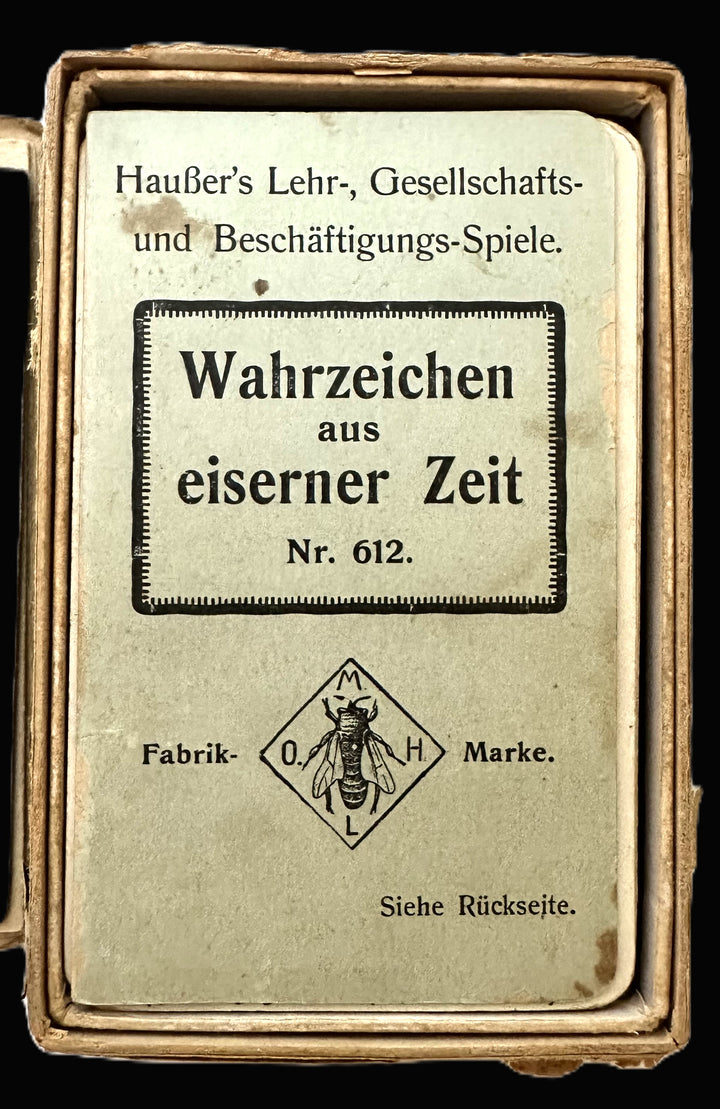 Haußer's Lehr-, Gesellschafts-
und Beschäftigungs-Spiele.
Wahrzeichen
aus
eiserner Zeit
Nr. 612.
M.
Fabrik- O. H. Marke.
L
Siehe Rückseite.